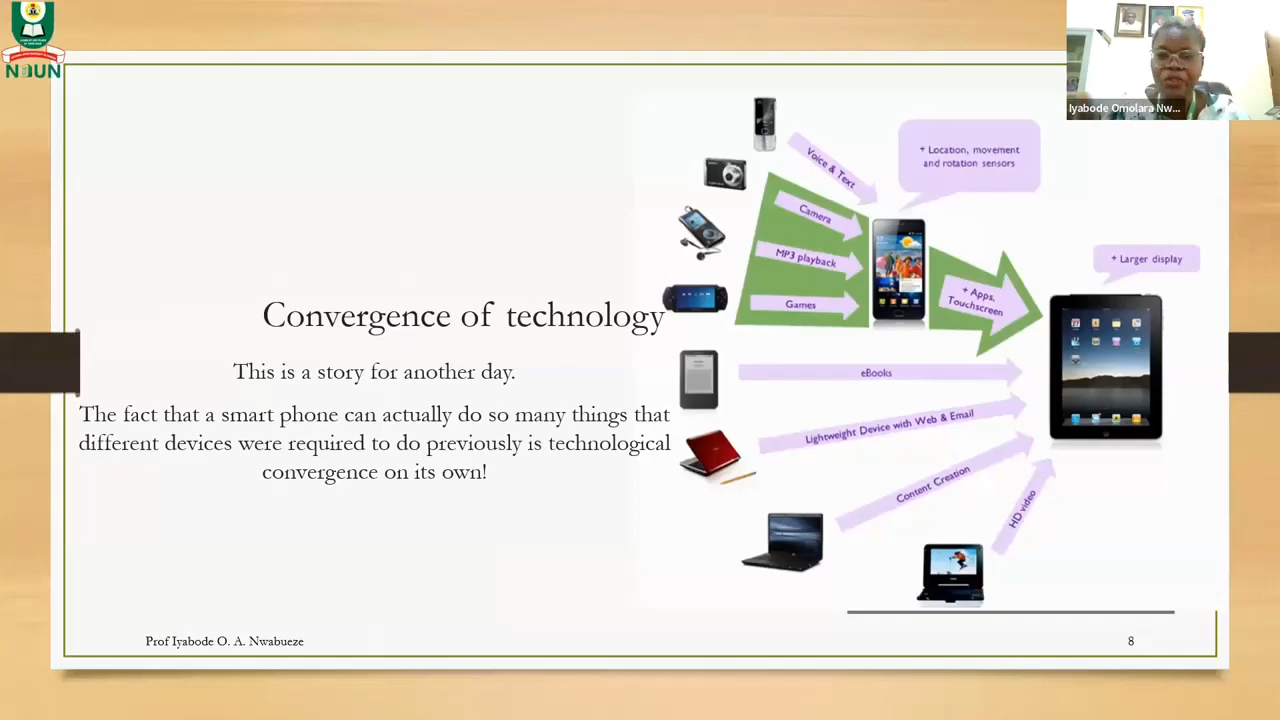 NOUN
Iyabode Omolara Nw...
Voice & Text
+ Location, movement
and rotation sensors
Camera
MP3 playback
Games
+ Apps,
Touchscreen
+ Larger display
Convergence of technology
This is a story for another day.
The fact that a smart phone can actually do so many things that
different devices were required to do previously is technological
convergence on its own!
eBooks
Lightweight Device with Web & Email
Content Creation
HD video
Prof Iyabode O. A. Nwabueze
8